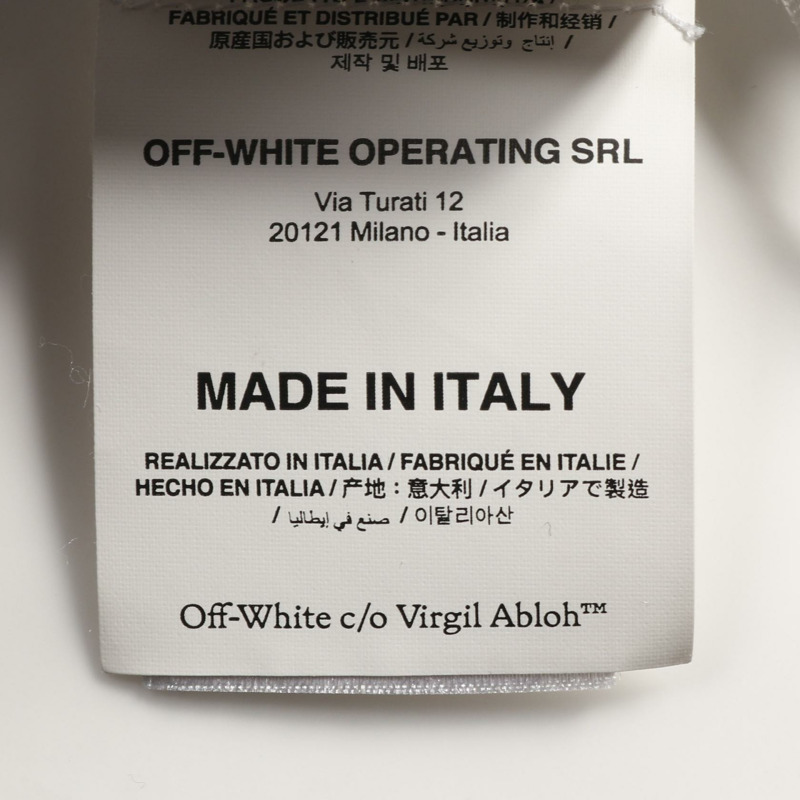 FABRIQUÉ ET DISTRIBUÉ PAR / 制作和经销 /
原産国および販売元 / إنتاج وتوزيع شركة /
제작 및 배포
OFF-WHITE OPERATING SRL
Via Turati 12
20121 Milano - Italia
MADE IN ITALY
REALIZZATO IN ITALIA / FABRIQUÉ EN ITALIE /
HECHO EN ITALIA / 产地：意大利 / イタリアで製造
/ صنع في إيطاليا / 이탈리아산
Off-White c/o Virgil Abloh™